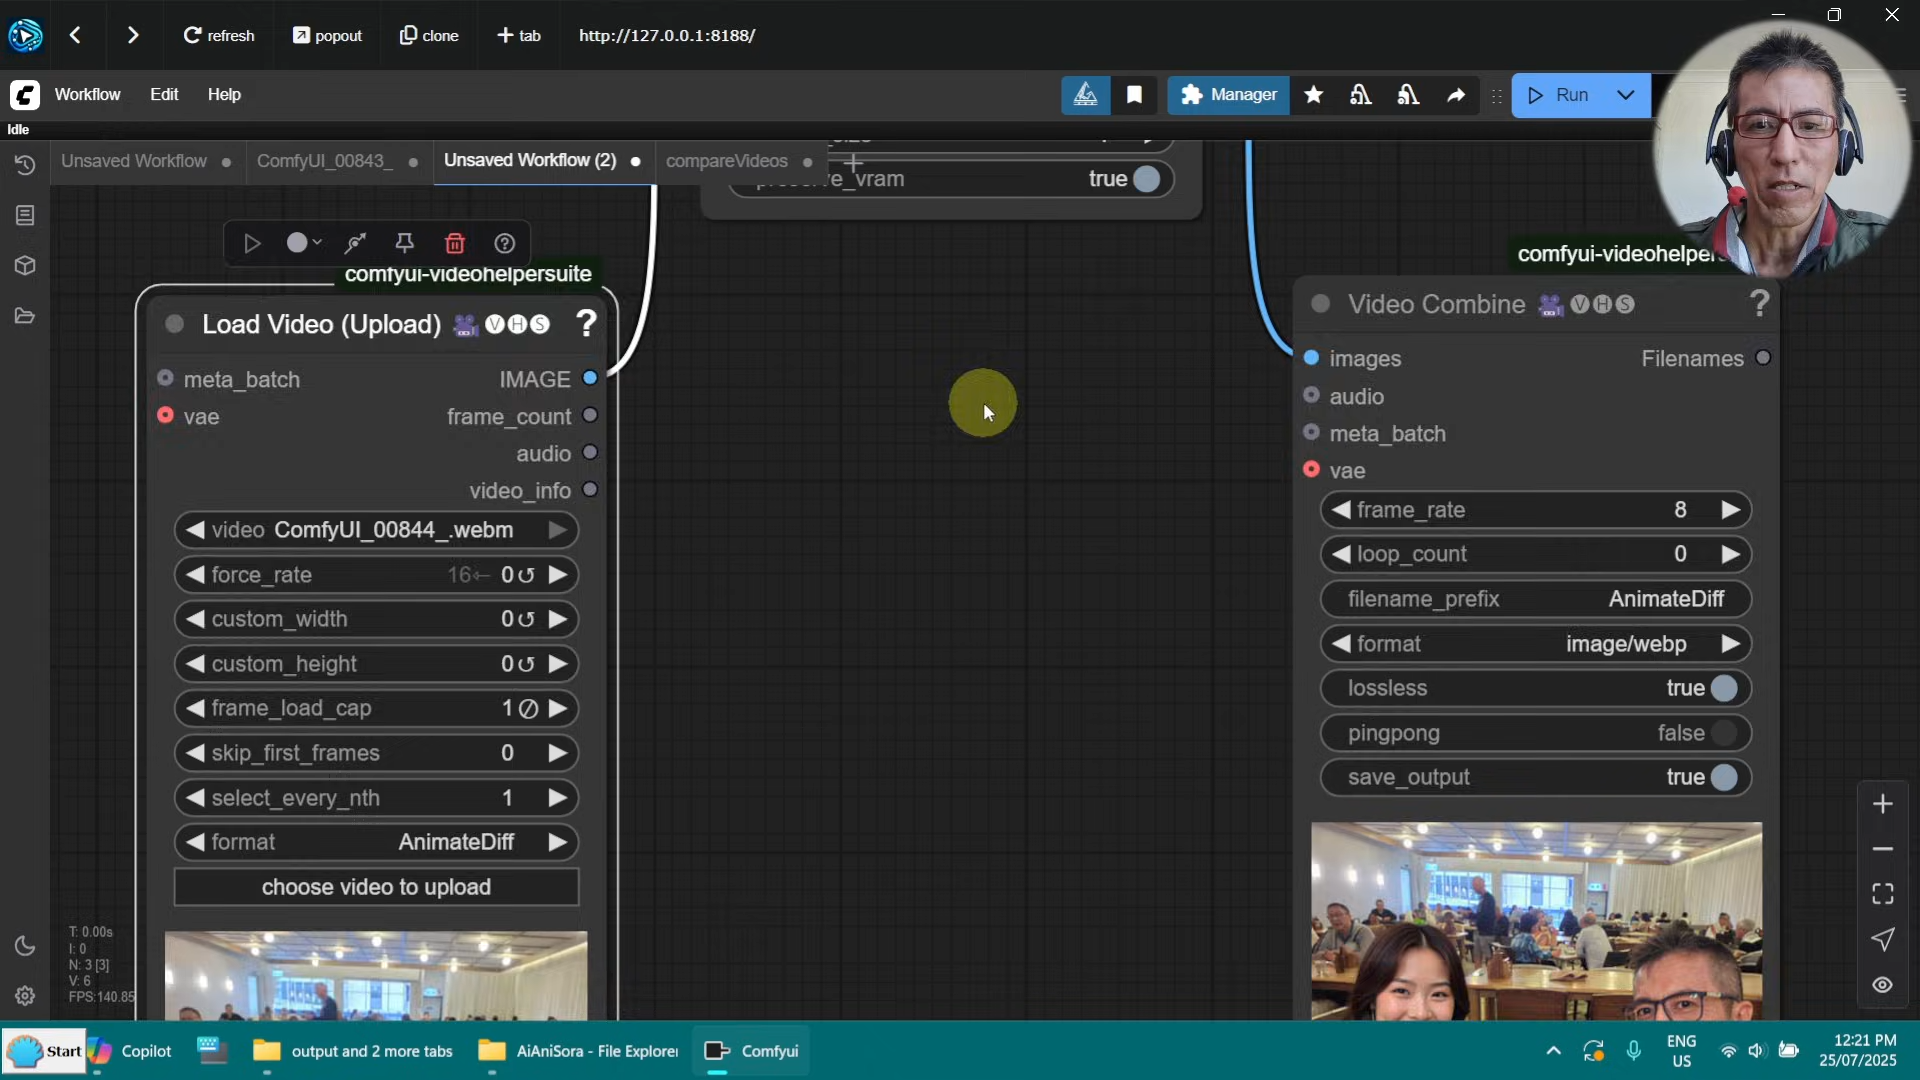 refresh
popout
clone
tab
http://127.0.0.1:8188/
Workflow
Edit
Help
Manager
Run
Idle
Unsaved Workflow
ComfyUI_00843_
Unsaved Workflow (2)
compareVideos
preserve_vram
true
comfyui-videohelpersuite
Load Video (Upload) VHS ?
meta_batch
IMAGE
vae
frame_count
audio
video_info
video ComfyUI_00844_.webm
force_rate 16← 0↺
custom_width 0↺
custom_height 0↺
frame_load_cap 1
skip_first_frames 0
select_every_nth 1
format AnimateDiff
choose video to upload
Video Combine VHS ?
images
Filenames
audio
meta_batch
vae
frame_rate 8
loop_count 0
filename_prefix AnimateDiff
format image/webp
lossless true
pingpong false
save_output true
T: 0.00s
I: 0
N: 3 [3]
V: 6
FPS:140.85
Start
Copilot
output and 2 more tabs
AiAniSora - File Explorer
Comfyui
ENG
US
12:21 PM
25/07/2025